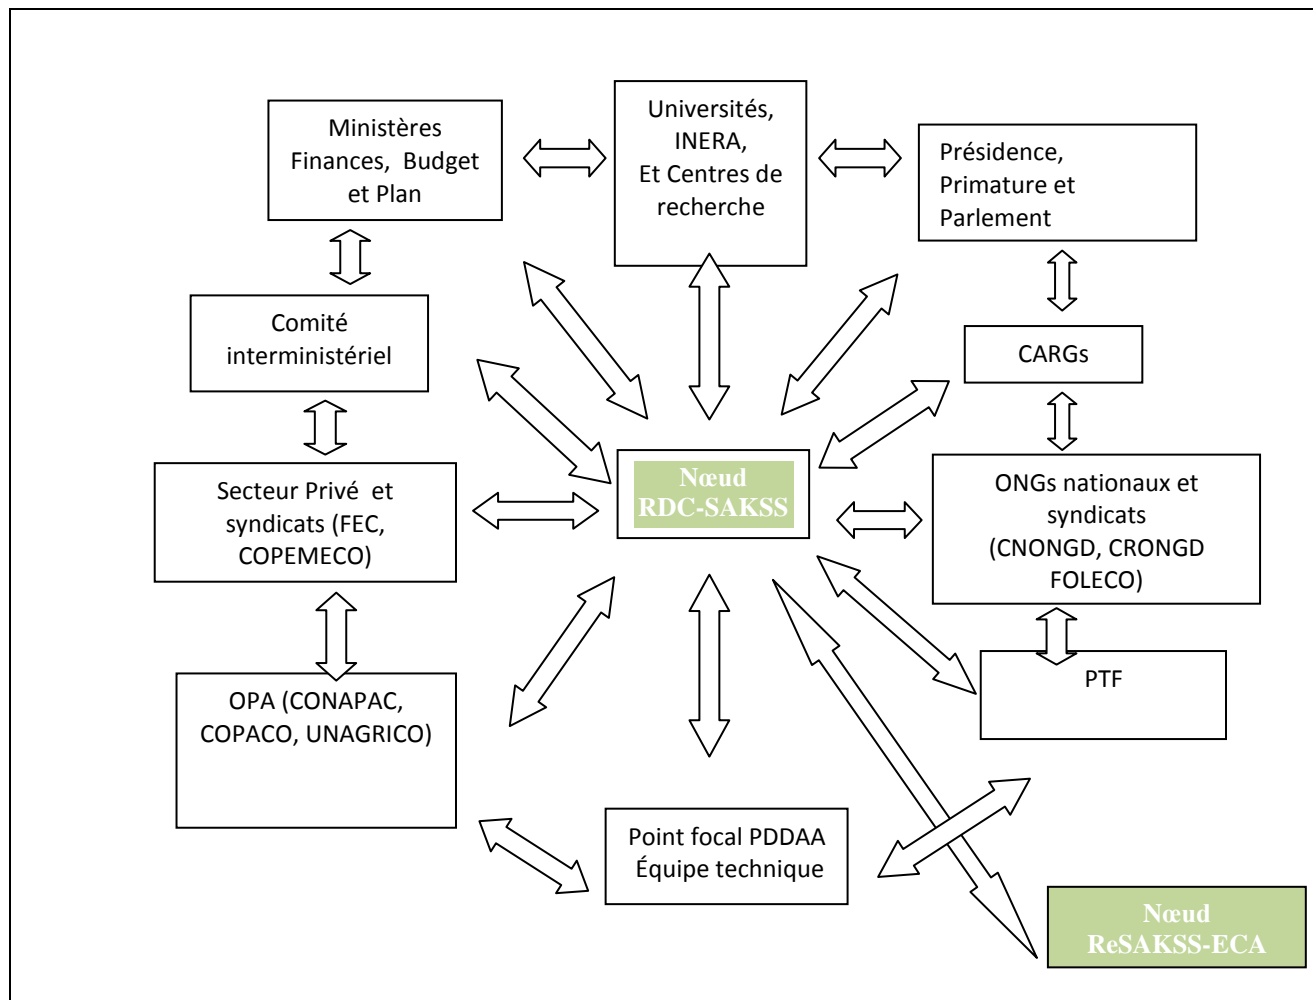 Ministères
Finances, Budget
et Plan
Universités,
INERA,
Et Centres de
recherche
Présidence,
Primature et
Parlement
Comité
interministériel
CARGs
Secteur Privé et
syndicats (FEC,
COPEMECO)
Nœud
RDC-SAKSS
ONGs nationaux et
syndicats
(CNONGD, CRONGD
FOLECO)
OPA (CONAPAC,
COPACO, UNAGRICO)
PTF
Point focal PDDAA
Équipe technique
Nœud
ReSAKSS-ECA